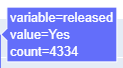 variable=released
value=Yes
count=4334